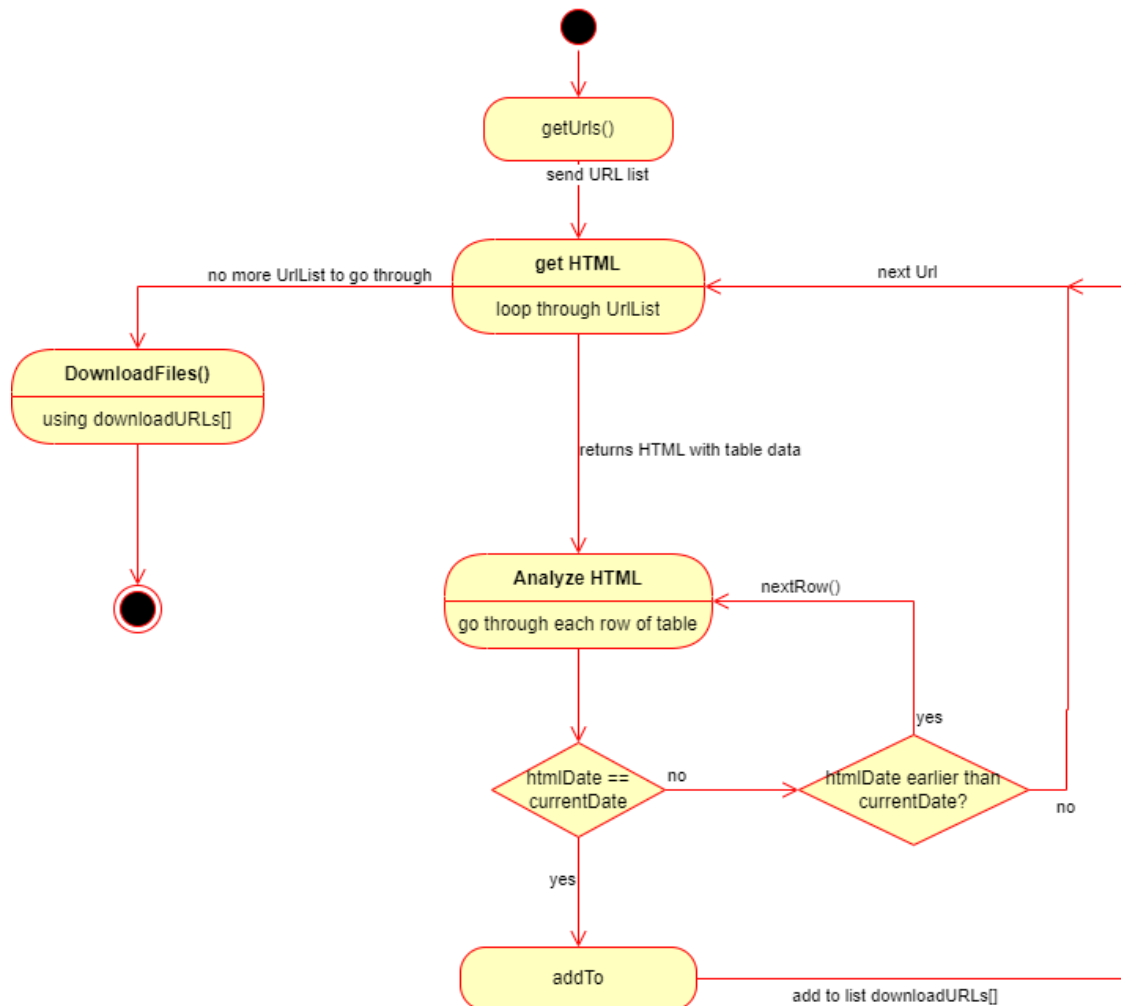 getUrls()
send URL list
get HTML
loop through UrlList
no more UrlList to go through
next Url
DownloadFiles()
using downloadURLs[]
returns HTML with table data
Analyze HTML
go through each row of table
nextRow()
yes
htmlDate ==
currentDate
no
htmlDate earlier than
currentDate?
no
yes
addTo
add to list downloadURLs[]